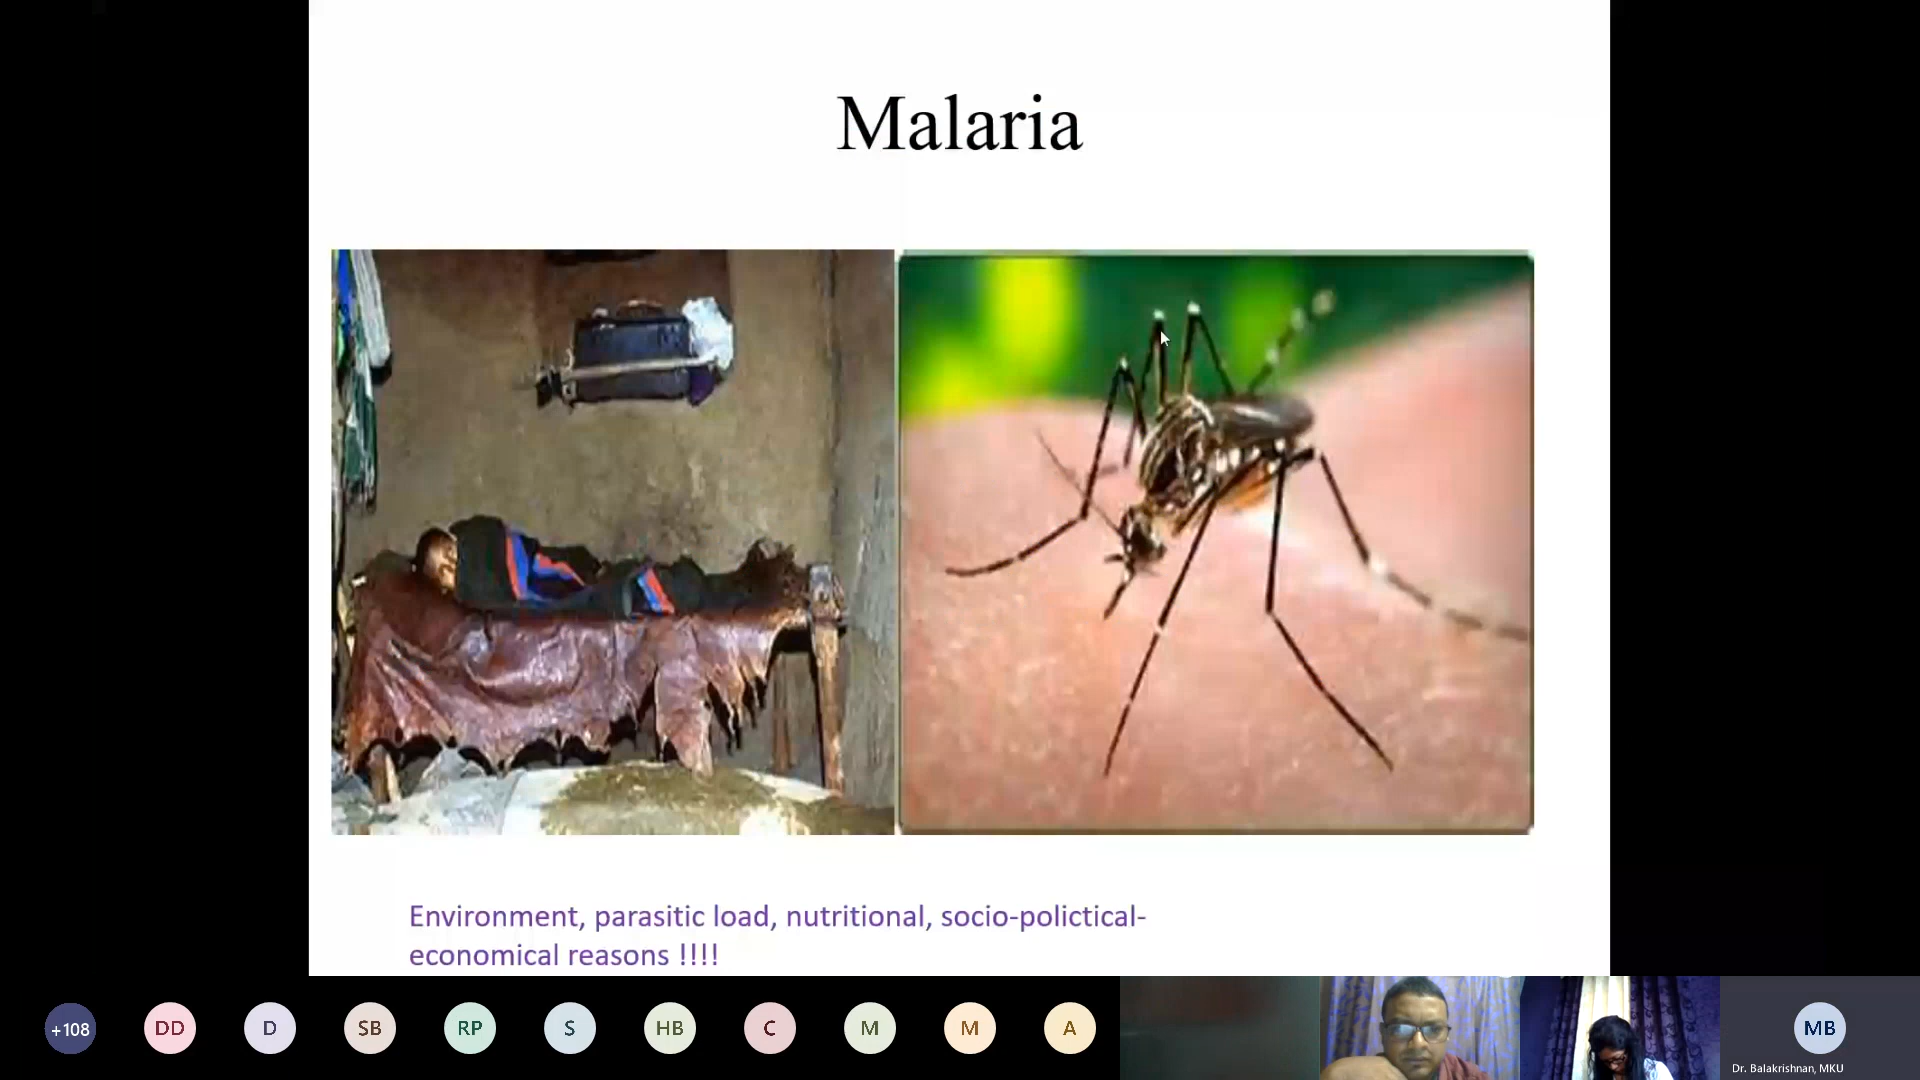 Malaria
Environment, parasitic load, nutritional, socio-polictical-
economical reasons !!!!
+108
DD
D
SB
RP
S
HB
C
M
M
A
MB
Dr. Balakrishnan, MKU